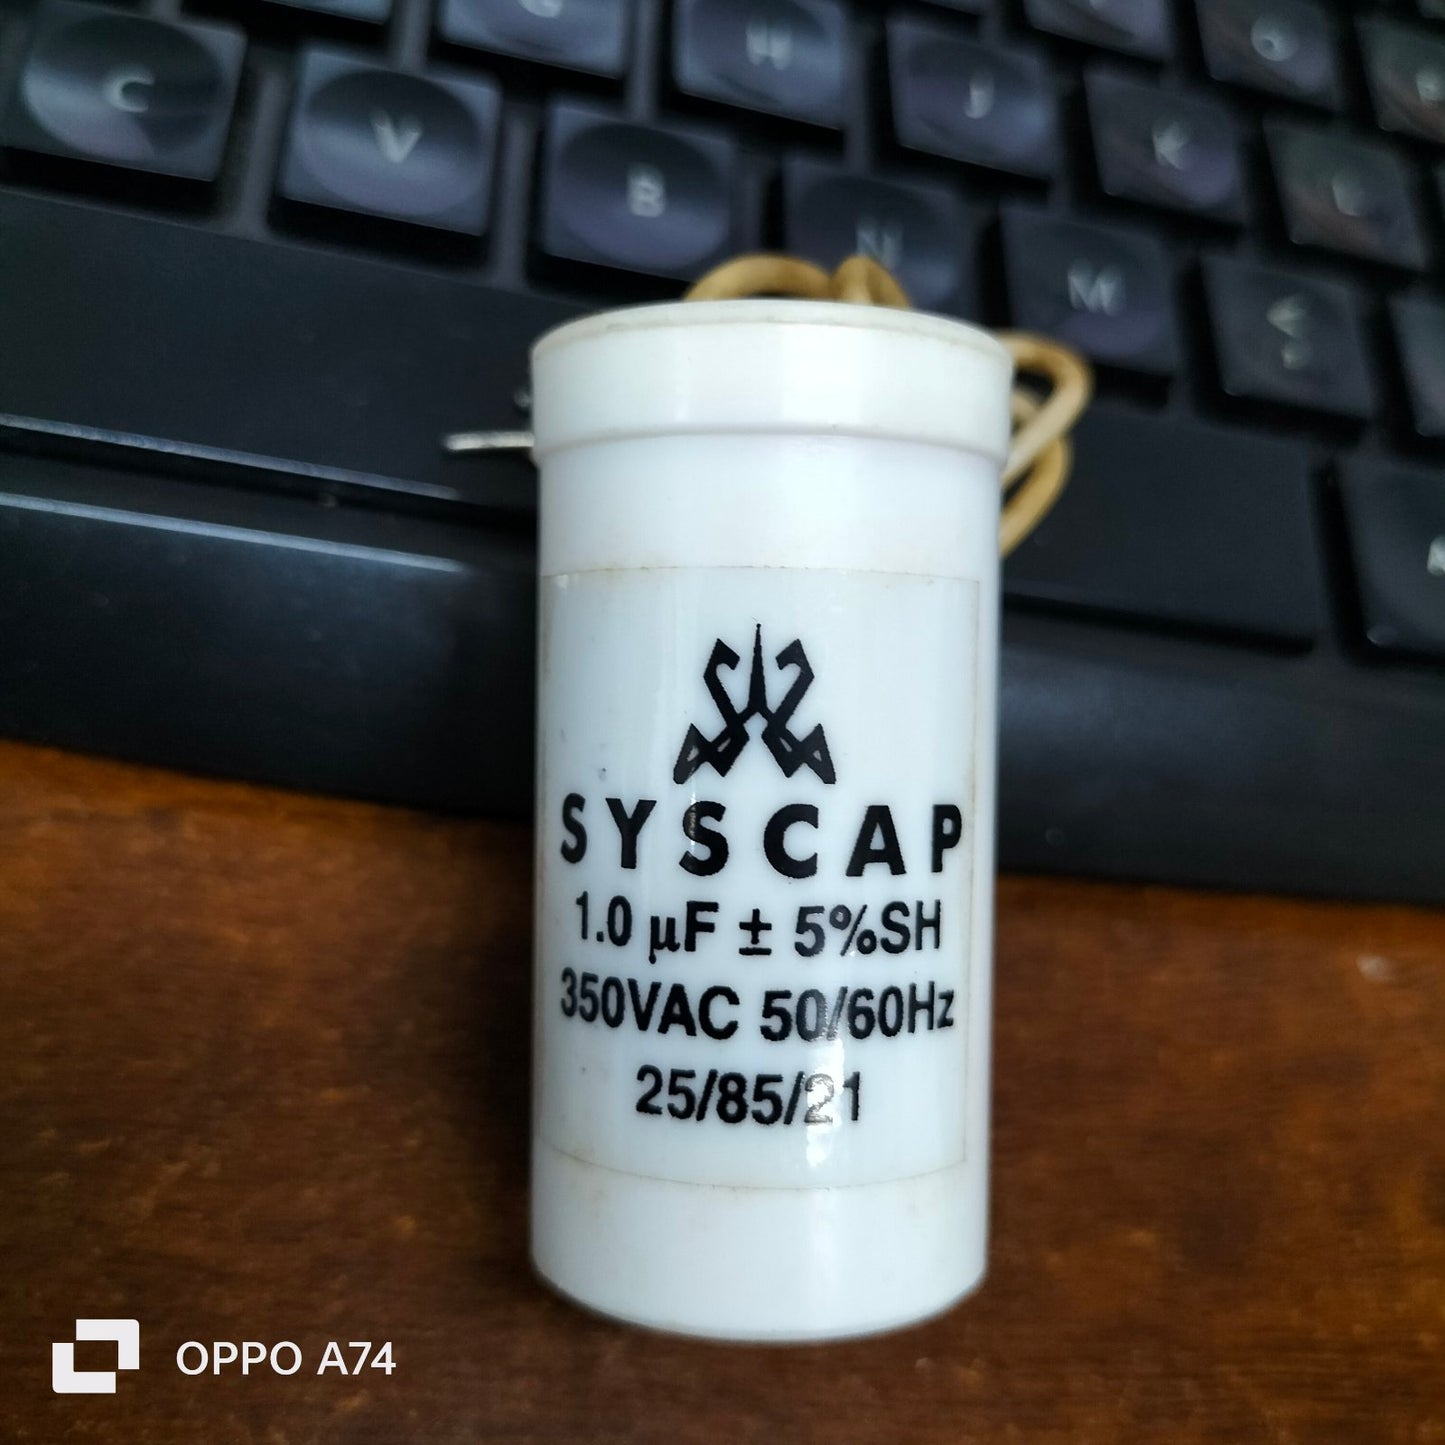 C
V
B
N
M
H
J
K
SYSCAP
1.0 µF ± 5%SH
350VAC 50/60Hz
25/85/21
OPPO A74